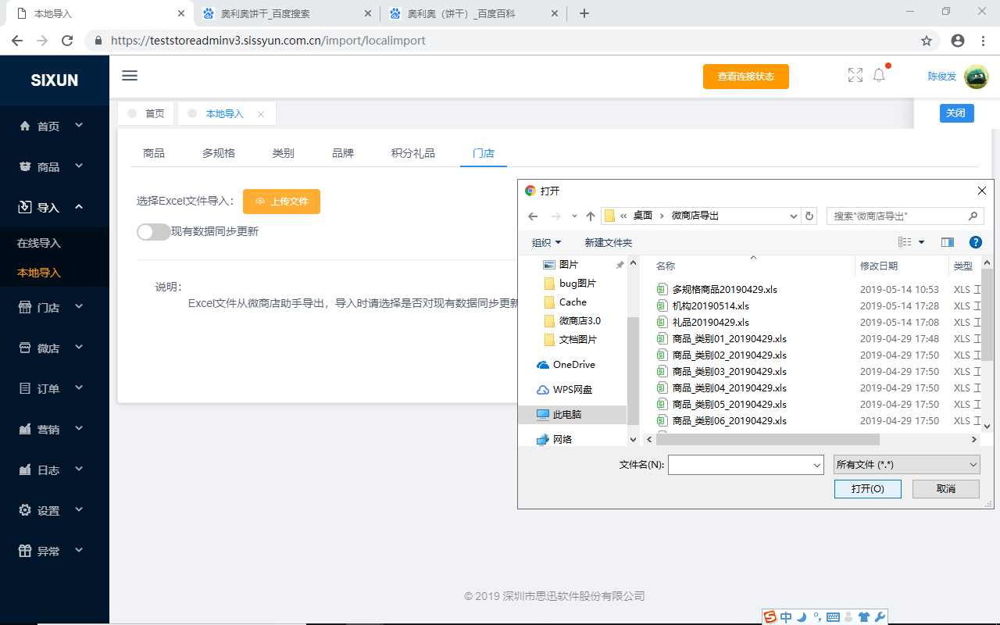 本地导入
奥利奥饼干_百度搜索
奥利奥（饼干）_百度百科
https://teststoreadminv3.sissyun.com.cn/import/localimport
SIXUN
查看连接状态
陈俊发
首页
商品
导入
在线导入
本地导入
门店
微店
订单
营销
日志
设置
异常
首页
本地导入
关闭
商品 多规格 类别 品牌 积分礼品 门店
选择Excel文件导入：
上传文件
现有数据同步更新
说明：
Excel文件从微商店助手导出，导入时请选择是否对现有数据同步更新
打开
« 桌面 › 微商店导出
搜索"微商店导出"
组织
新建文件夹
图片
bug图片
Cache
微商店3.0
文档图片
OneDrive
WPS网盘
此电脑
网络
名称 修改日期 类型
多规格商品20190429.xls 2019-05-14 10:53 XLS 工
机构20190514.xls 2019-05-14 17:28 XLS 工
礼品20190429.xls 2019-05-14 17:08 XLS 工
商品_类别01_20190429.xls 2019-04-29 17:48 XLS 工
商品_类别02_20190429.xls 2019-04-29 17:50 XLS 工
商品_类别03_20190429.xls 2019-04-29 17:50 XLS 工
商品_类别04_20190429.xls 2019-04-29 17:50 XLS 工
商品_类别05_20190429.xls 2019-04-29 17:50 XLS 工
商品_类别06_20190429.xls 2019-04-29 17:50 XLS 工
文件名(N):
所有文件 (*.*)
打开(O)
取消
© 2019 深圳市思迅软件股份有限公司
中